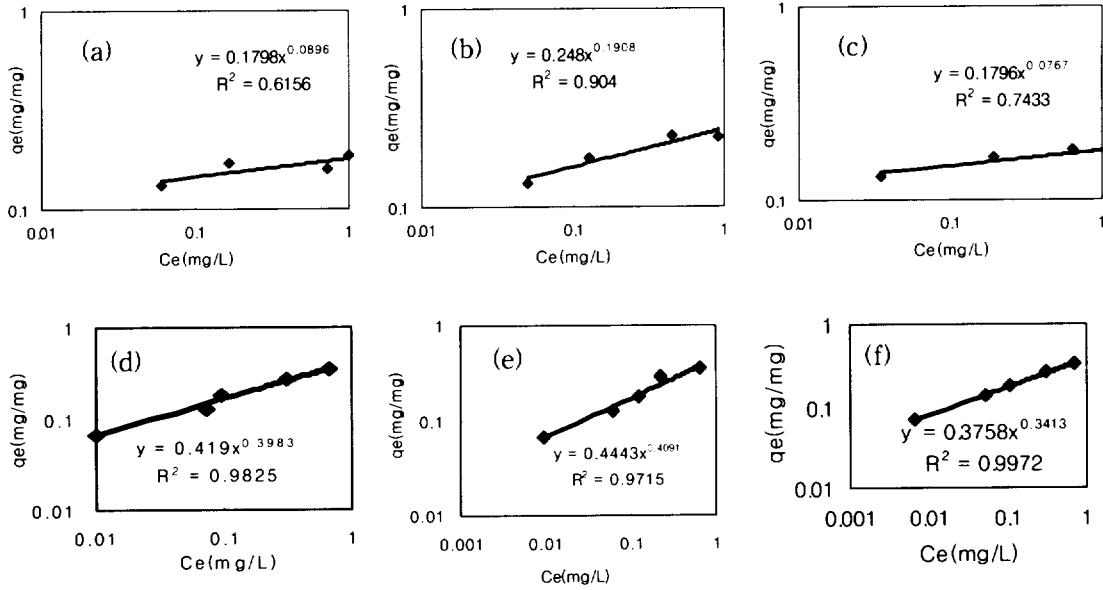 1
(a)
y = 0.1798x^0.0896
R² = 0.6156
qe(mg/mg)
0.1
0.01
0.1
1
Ce(mg/L)
1
(b)
y = 0.248x^0.1908
R² = 0.904
qe(mg/mg)
0.1
0.01
0.1
1
Ce(mg/L)
1
(c)
y = 0.1796x^0.0767
R² = 0.7433
qe(mg/mg)
0.1
0.01
0.1
1
Ce(mg/L)
1
(d)
qe(mg/mg)
0.1
y = 0.419x^0.3983
R² = 0.9825
0.01
0.01
0.1
1
Ce(mg/L)
1
(e)
qe(mg/mg)
0.1
y = 0.4443x^0.4091
R² = 0.9715
0.01
0.001
0.01
0.1
1
Ce(mg/L)
1
(f)
qe(mg/mg)
0.1
y = 0.3758x^0.3413
R² = 0.9972
0.01
0.001
0.01
0.1
1
Ce(mg/L)